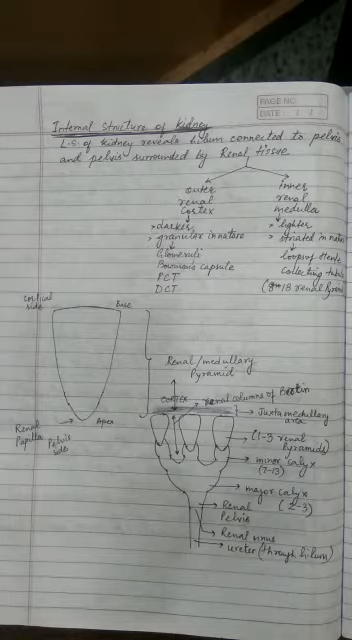 PAGE NO.
DATE: / /
Internal Structure of kidney
L.S. of kidney reveals hilum connected to pelvis
and pelvis surrounded by Renal tissue
outer
renal
cortex
> darker
> granular in nature
Glomeruli
Bowman's capsule
PCT
DCT
inner
renal
medulla
> lighter
> striated in nature
loops of Henle
collecting tubule
18 renal
cortical
side
Base
Renal
Papilla
Apex
Pelvis
side
Renal/medullary
Pyramid
CORTEX
renal columns of Bertin
Juxtamedullary
area
(1-3 renal
Pyramids)
minor calyx
(7-13)
major calyx
(2-3)
Renal
Pelvis
Renal sinus
ureter (through hilum)